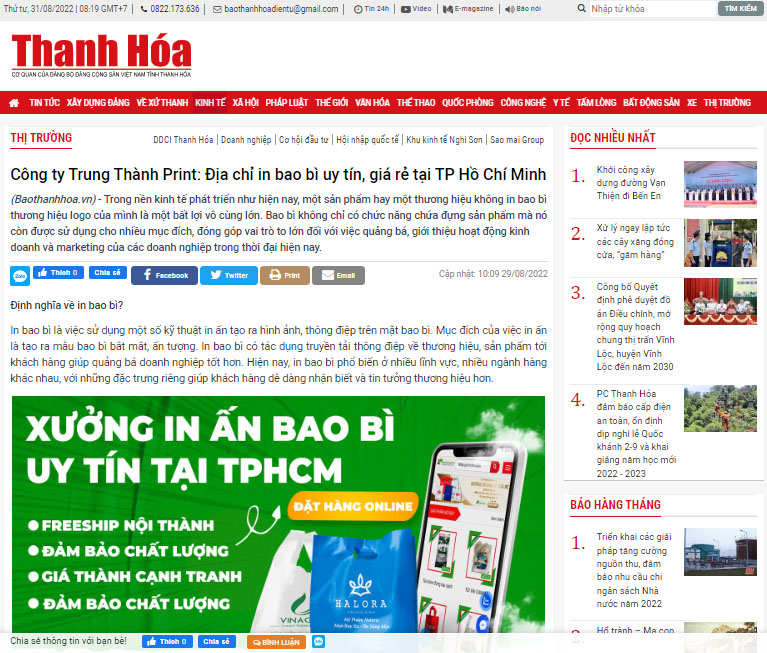 Thứ tư, 31/08/2022 | 08:19 GMT+7 | 0822.173.636 | baothanhhoadientu@gmail.com | Tin 24h | Video | E-magazine | Báo nói
Nhập từ khóa
TÌM KIẾM
Thanh Hóa
CƠ QUAN CỦA ĐẢNG BỘ ĐẢNG CỘNG SẢN VIỆT NAM TỈNH THANH HÓA
TIN TỨC XÂY DỰNG ĐẢNG VỀ XỨ THANH KINH TẾ XÃ HỘI PHÁP LUẬT THẾ GIỚI VĂN HÓA THỂ THAO QUỐC PHÒNG CÔNG NGHỆ Y TẾ TẤM LÒNG BẤT ĐỘNG SẢN XE THỊ TRƯỜNG
THỊ TRƯỜNG
DDCI Thanh Hóa | Doanh nghiệp | Cơ hội đầu tư | Hội nhập quốc tế | Khu kinh tế Nghi Sơn | Sao mai Group
Công ty Trung Thành Print: Địa chỉ in bao bì uy tín, giá rẻ tại TP Hồ Chí Minh
(Baothanhhoa.vn) - Trong nền kinh tế phát triển như hiện nay, một sản phẩm hay một thương hiệu không in bao bì
thương hiệu logo của mình là một bất lợi vô cùng lớn. Bao bì không chỉ có chức năng chứa đựng sản phẩm mà nó
còn được sử dụng cho nhiều mục đích, đóng góp vai trò to lớn đối với việc quảng bá, giới thiệu hoạt động kinh
doanh và marketing của các doanh nghiệp trong thời đại hiện nay.
Zalo
Thích 0
Chia sẻ
Facebook
Twitter
Print
Email
Cập nhật: 10:09 29/08/2022
Định nghĩa về in bao bì?
In bao bì là việc sử dụng một số kỹ thuật in ấn tạo ra hình ảnh, thông điệp trên mặt bao bì. Mục đích của việc in ấn
là tạo ra mẫu bao bì bắt mắt, ấn tượng. In bao bì có tác dụng truyền tải thông điệp về thương hiệu, sản phẩm tới
khách hàng giúp quảng bá doanh nghiệp tốt hơn. Hiện nay, in bao bì phổ biến ở nhiều lĩnh vực, nhiều ngành hàng
khác nhau, với những đặc trưng riêng giúp khách hàng dễ dàng nhận biết và tin tưởng thương hiệu hơn.
XƯỞNG IN ẤN BAO BÌ
UY TÍN TẠI TPHCM
ĐẶT HÀNG ONLINE
FREESHIP NỘI THÀNH
ĐẢM BẢO CHẤT LƯỢNG
GIÁ THÀNH CẠNH TRANH
ĐẢM BẢO CHẤT LƯỢNG
HALORA
Chia sẻ thông tin với bạn bè!
Thích 0
Chia sẻ
BÌNH LUẬN
ĐỌC NHIỀU NHẤT
1. Khởi công xây
dựng đường Vạn
Thiện đi Bến En
2. Xử lý ngay lập tức
các cây xăng đóng
cửa, “găm hàng”
3. Công bố Quyết
định phê duyệt đồ
án Điều chỉnh, mở
rộng quy hoạch
chung thị trấn Vĩnh
Lộc, huyện Vĩnh
Lộc đến năm 2030
4. PC Thanh Hóa
đảm bảo cấp điện
an toàn, ổn định
dịp nghỉ lễ Quốc
khánh 2-9 và khai
giảng năm học mới
2022 - 2023
BÁO HÀNG THÁNG
1. Triển khai các giải
pháp tăng cường
nguồn thu, đảm
bảo nhu cầu chi
ngân sách Nhà
nước năm 2022